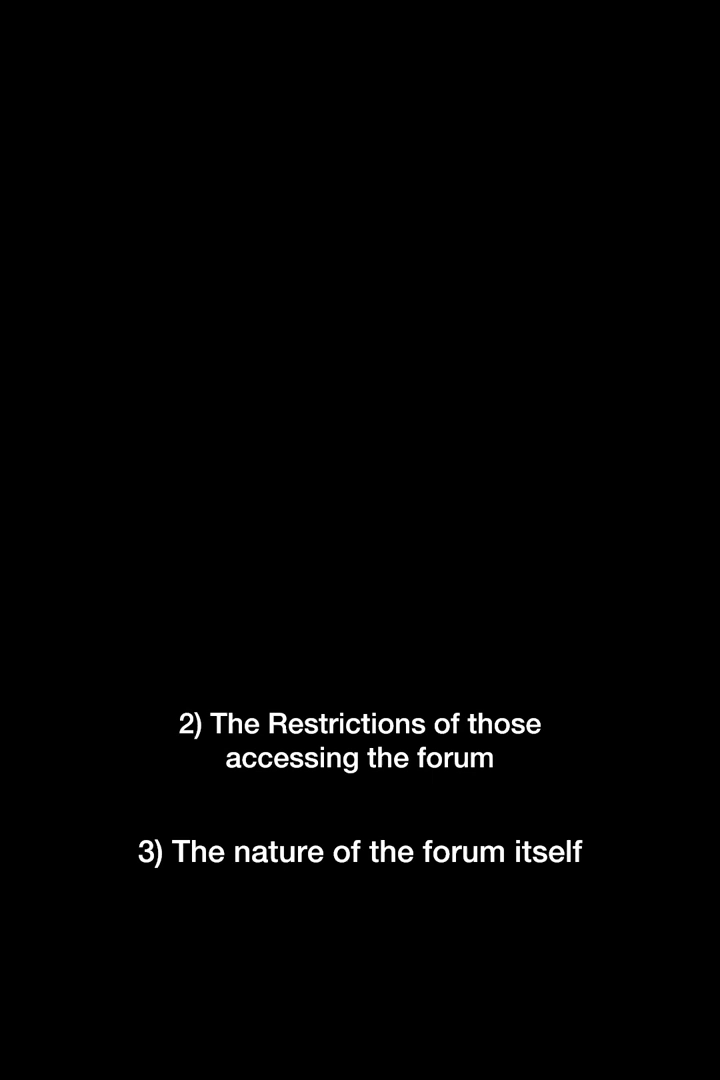 2) The Restrictions of those
accessing the forum
3) The nature of the forum itself